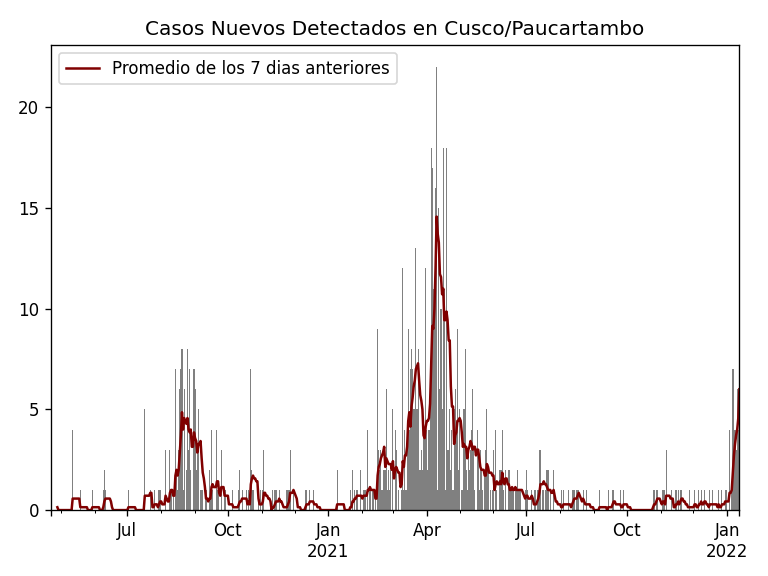 Casos Nuevos Detectados en Cusco/Paucartambo
Promedio de los 7 dias anteriores
20
15
10
5
0
Jul Oct Jan Apr Jul Oct Jan
2021 2022